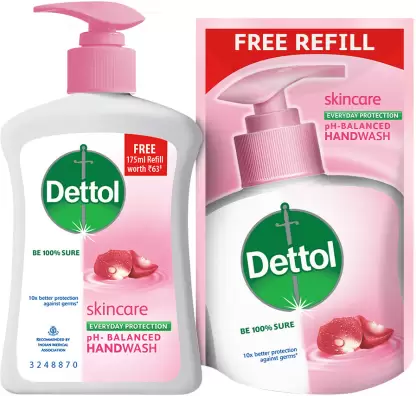 FREE
175ml Refill
worth ₹63#
Dettol
BE 100% SURE
10x better protection
against germs*
skincare
EVERYDAY PROTECTION
pH- BALANCED
HANDWASH
RECOMMENDED BY
INDIAN MEDICAL
ASSOCIATION
3248870
FREE REFILL
skincare
EVERYDAY PROTECTION
pH-BALANCED
HANDWASH
Dettol
BE 100% SURE
10x better protection
against germs*